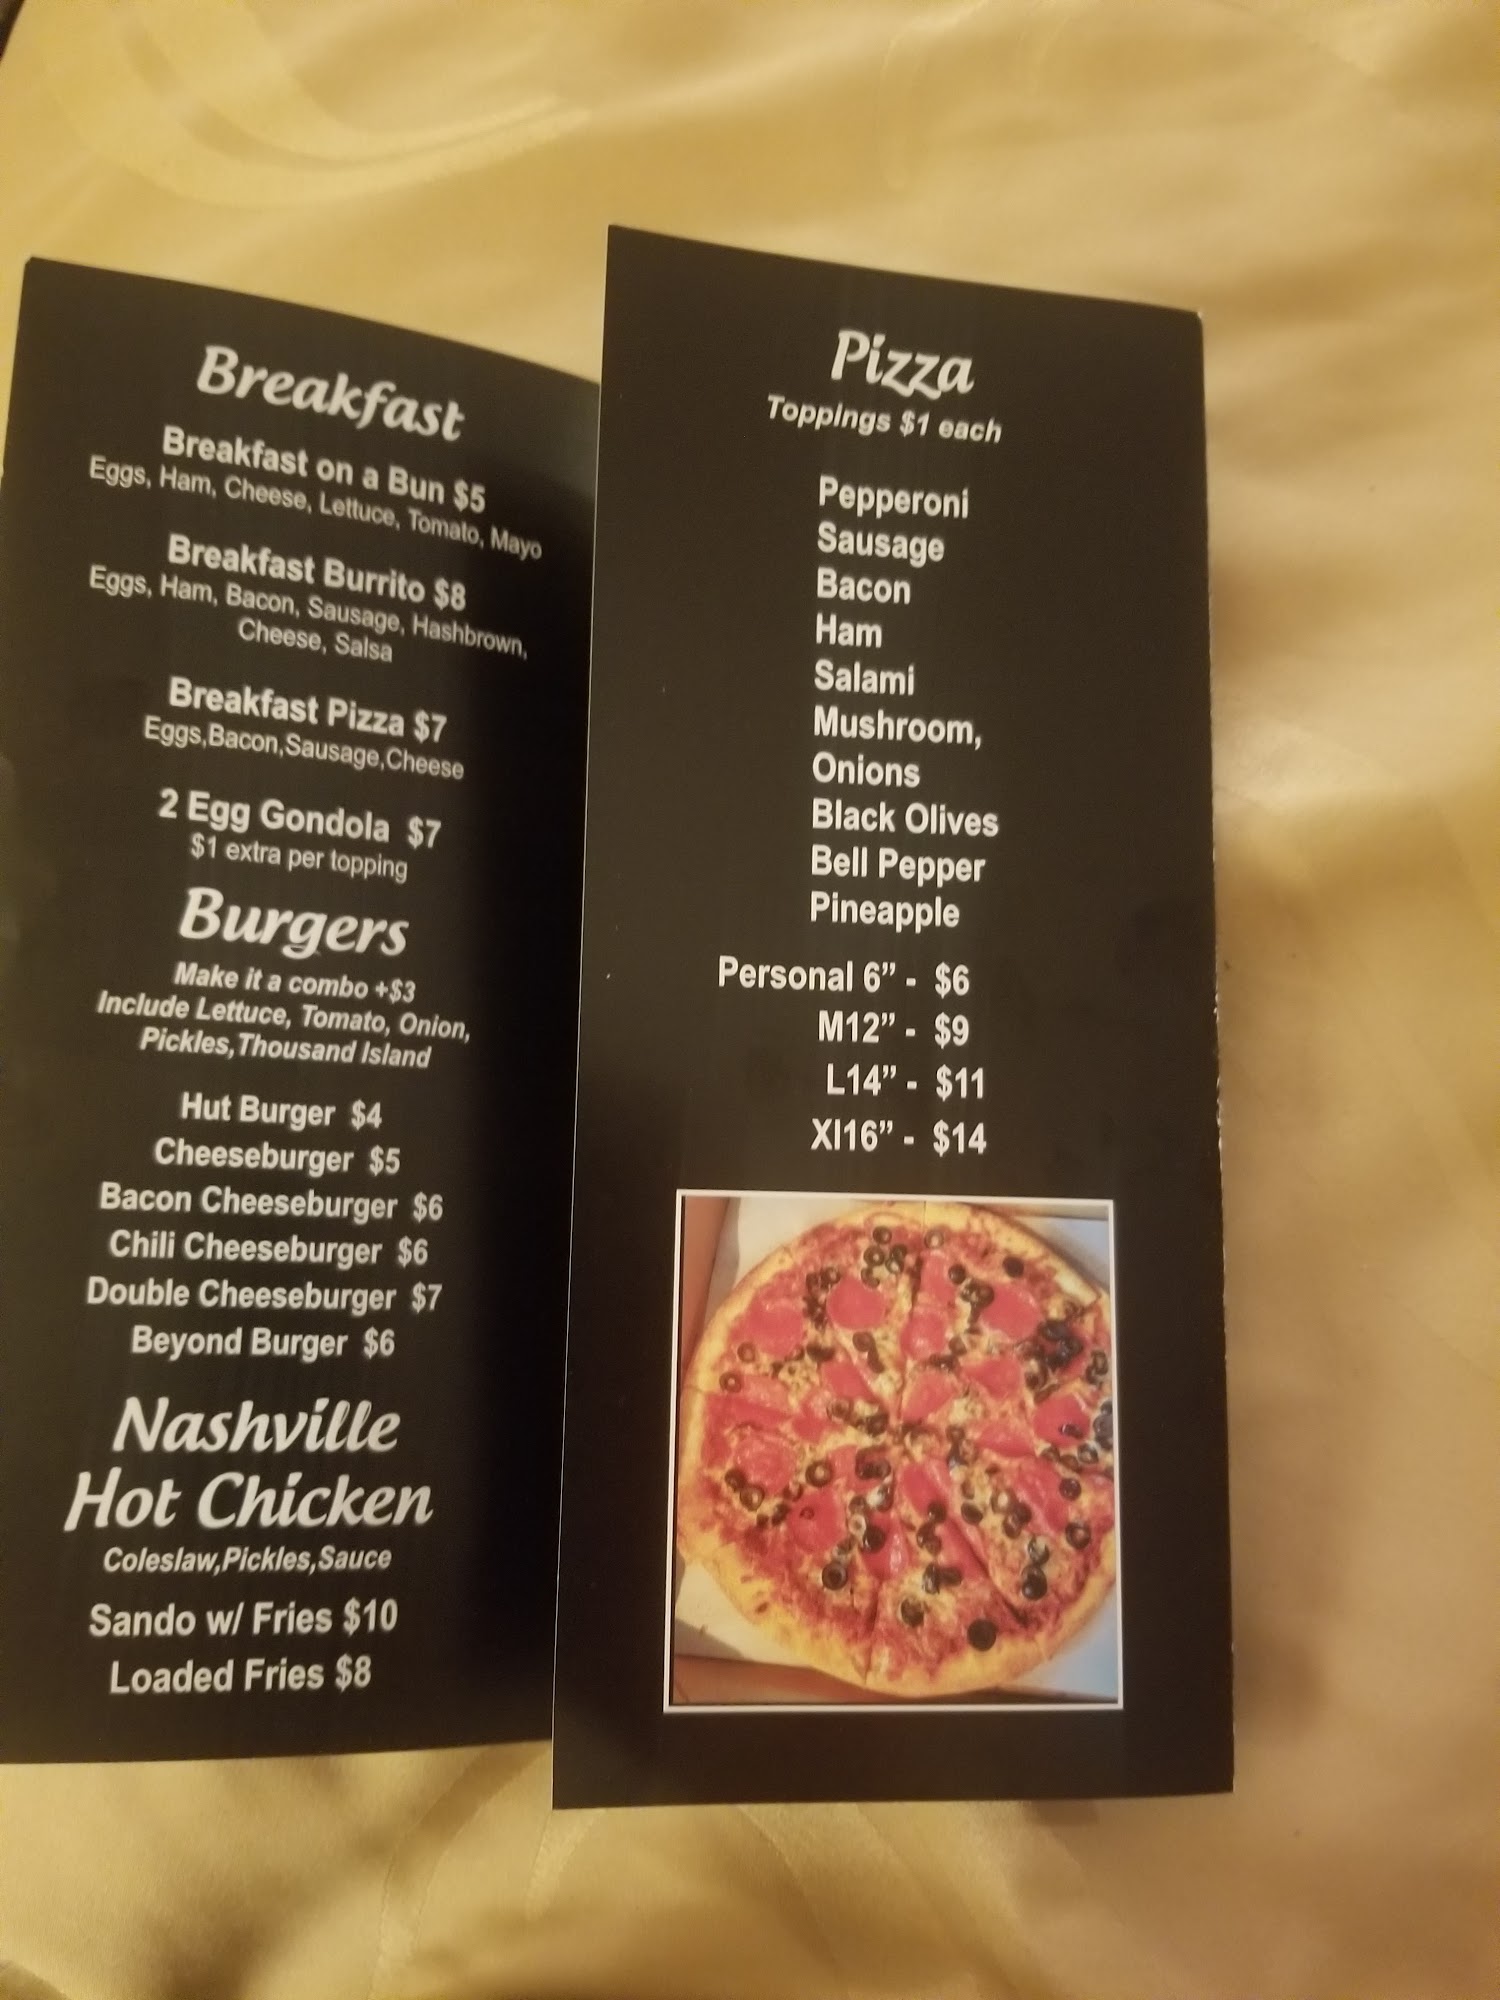 Breakfast
Breakfast on a Bun $5
Eggs, Ham, Cheese, Lettuce, Tomato, Mayo
Breakfast Burrito $8
Eggs, Ham, Bacon, Sausage, Hashbrown,
Cheese, Salsa
Breakfast Pizza $7
Eggs,Bacon,Sausage,Cheese
2 Egg Gondola $7
$1 extra per topping
Burgers
Make it a combo +$3
Include Lettuce, Tomato, Onion,
Pickles,Thousand Island
Hut Burger $4
Cheeseburger $5
Bacon Cheeseburger $6
Chili Cheeseburger $6
Double Cheeseburger $7
Beyond Burger $6
Nashville
Hot Chicken
Coleslaw,Pickles,Sauce
Sando w/ Fries $10
Loaded Fries $8
Pizza
Toppings $1 each
Pepperoni
Sausage
Bacon
Ham
Salami
Mushroom,
Onions
Black Olives
Bell Pepper
Pineapple
Personal 6” - $6
M12” - $9
L14” - $11
Xl16” - $14